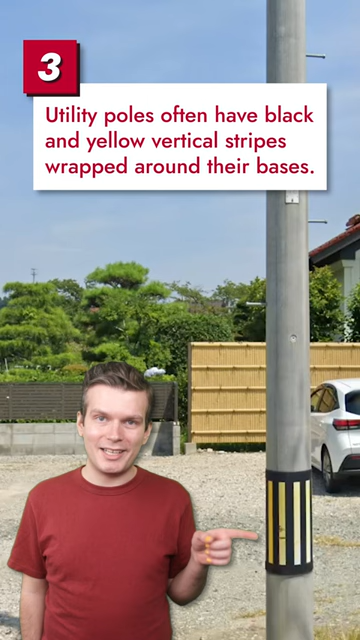 3
Utility poles often have black
and yellow vertical stripes
wrapped around their bases.